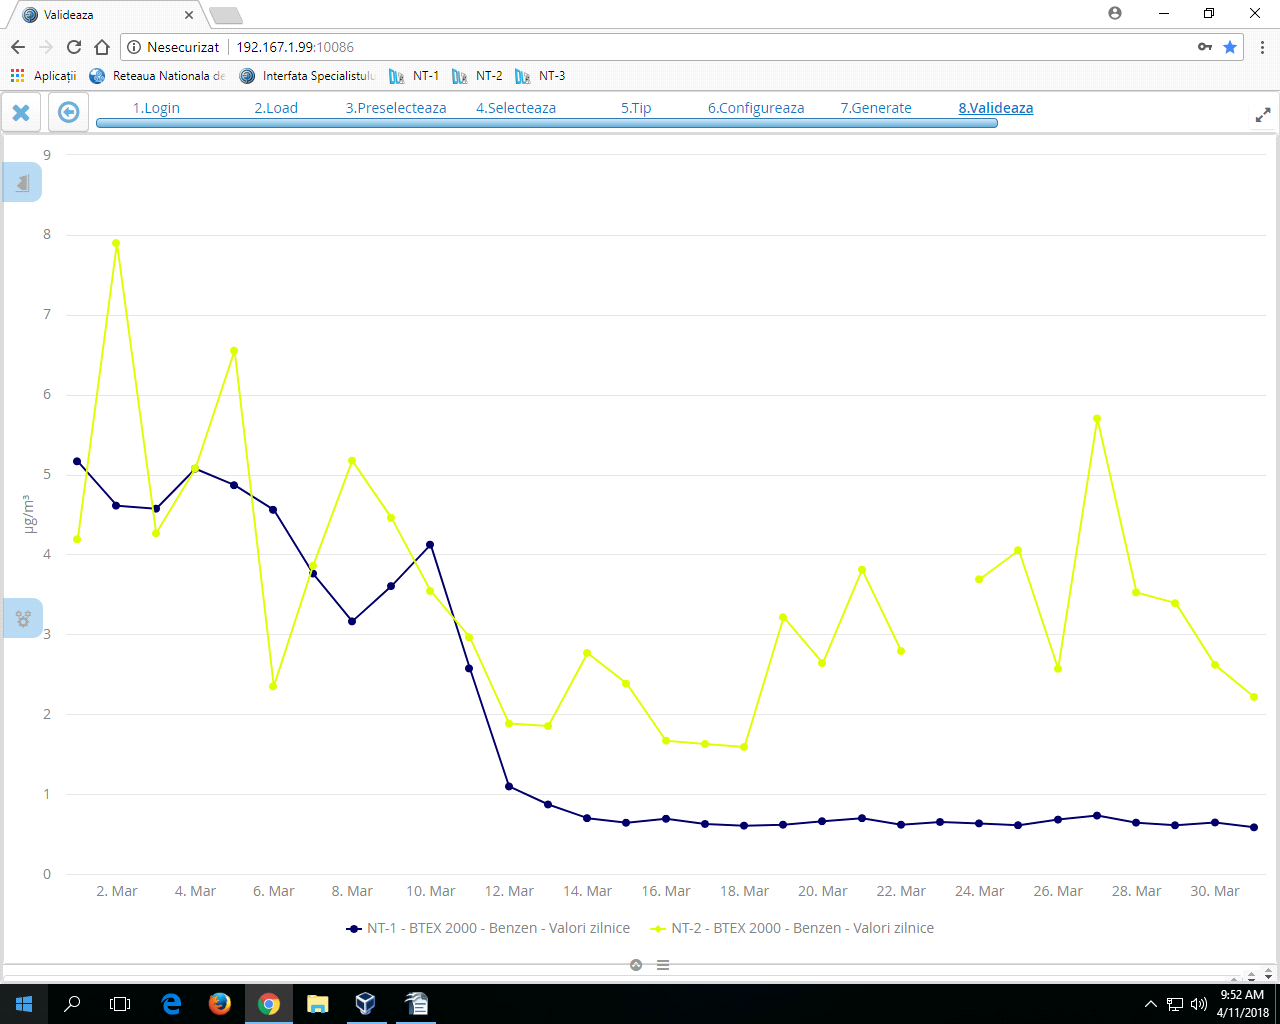 Valideaza
Nesecurizat 192.167.1.99:10086
Aplicații Reteaua Nationala de Interfata Specialistulu NT-1 NT-2 NT-3
1.Login 2.Load 3.Preselecteaza 4.Selecteaza 5.Tip 6.Configureaza 7.Generate 8.Valideaza
9
8
7
6
5
4
3
2
1
0
µg/m³
2. Mar 4. Mar 6. Mar 8. Mar 10. Mar 12. Mar 14. Mar 16. Mar 18. Mar 20. Mar 22. Mar 24. Mar 26. Mar 28. Mar 30. Mar
NT-1 - BTEX 2000 - Benzen - Valori zilnice NT-2 - BTEX 2000 - Benzen - Valori zilnice
9:52 AM
4/11/2018